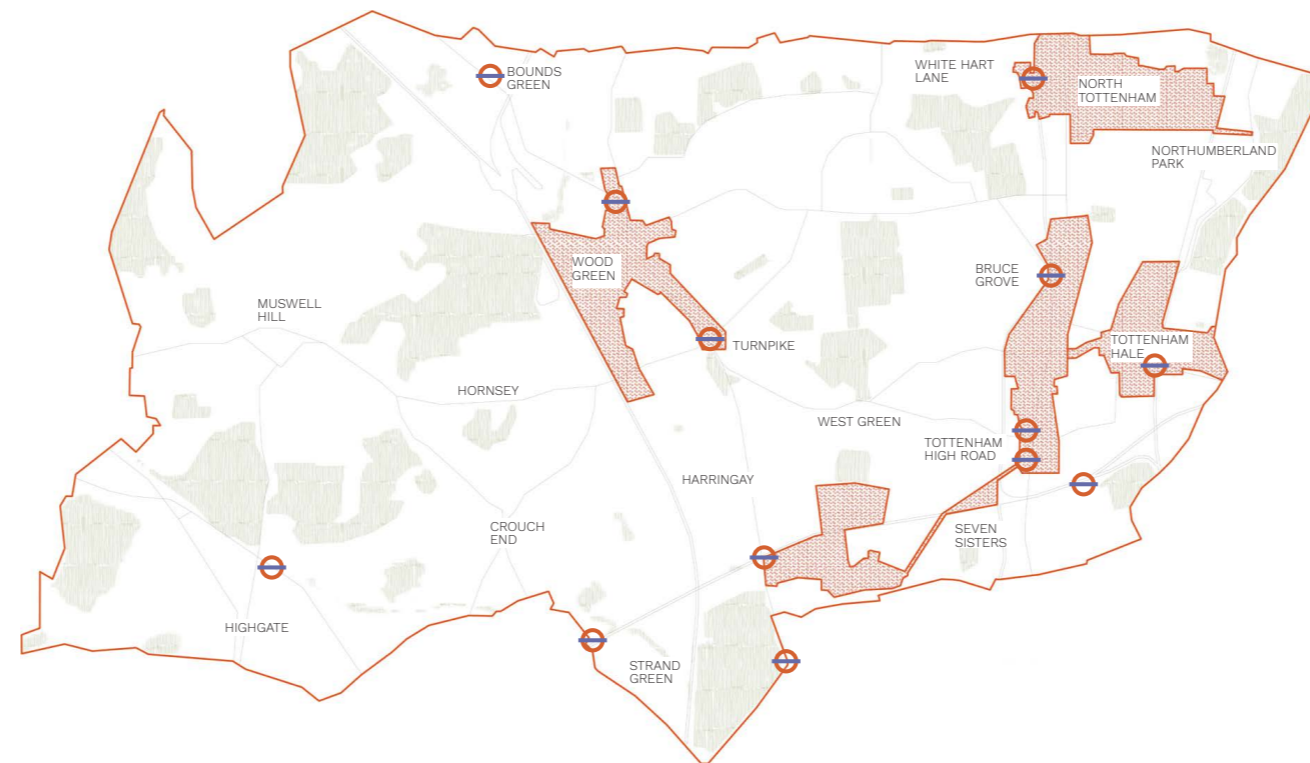 BOUNDS
GREEN
WHITE HART
LANE
NORTH
TOTTENHAM
NORTHUMBERLAND
PARK
WOOD
GREEN
BRUCE
GROVE
MUSWELL
HILL
TURNPIKE
TOTTENHAM
HALE
HORNSEY
WEST GREEN
TOTTENHAM
HIGH ROAD
HARRINGAY
CROUCH
END
SEVEN
SISTERS
HIGHGATE
STRAND
GREEN